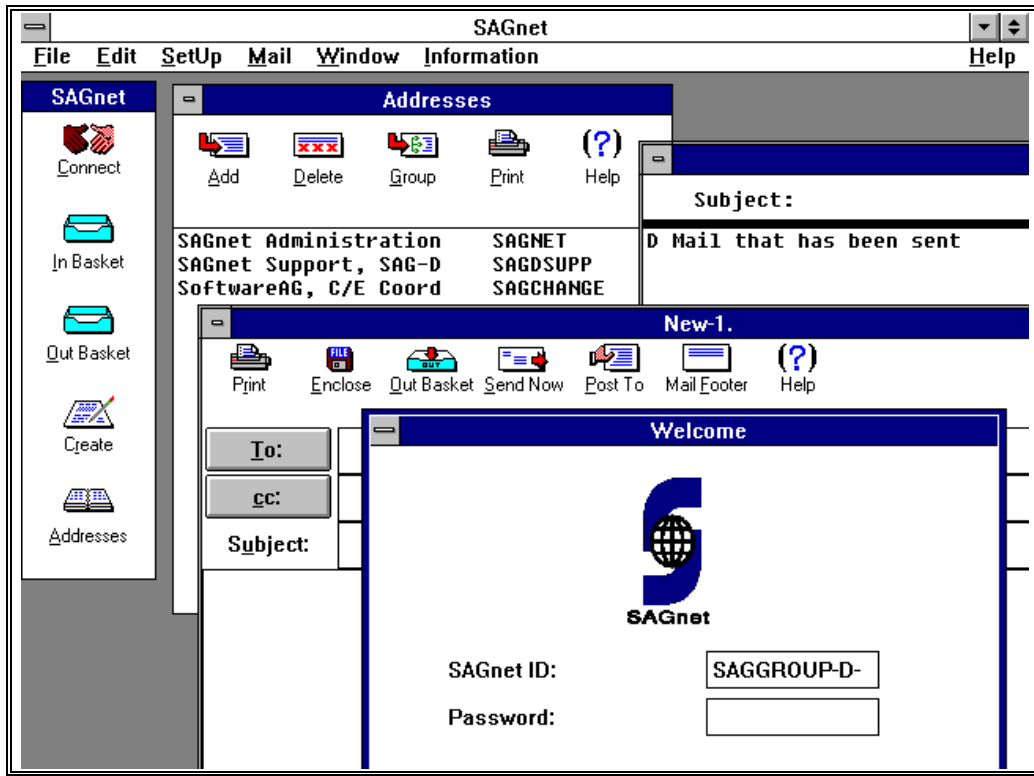 SAGnet
File Edit SetUp Mail Window Information Help
SAGnet
Connect
In Basket
Out Basket
Create
Addresses
Addresses
Add Delete Group Print Help
SAGnet Administration SAGNET
SAGnet Support, SAG-D SAGDSUPP
SoftwareAG, C/E Coord SAGCHANGE
Subject:
D Mail that has been sent
New-1.
FILE OUT
Print Enclose Out Basket Send Now Post To Mail Footer Help
To:
cc:
Subject:
Welcome
SAGnet
SAGnet ID: SAGGROUP-D-
Password: